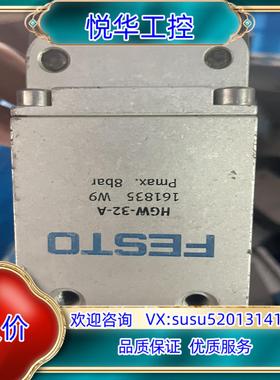 悦华工控
HGW-32-A
161835 W9
Pmax. 8bar
FESTO
价
欢迎咨询 VX:susu52013141
品质保证 优质服务